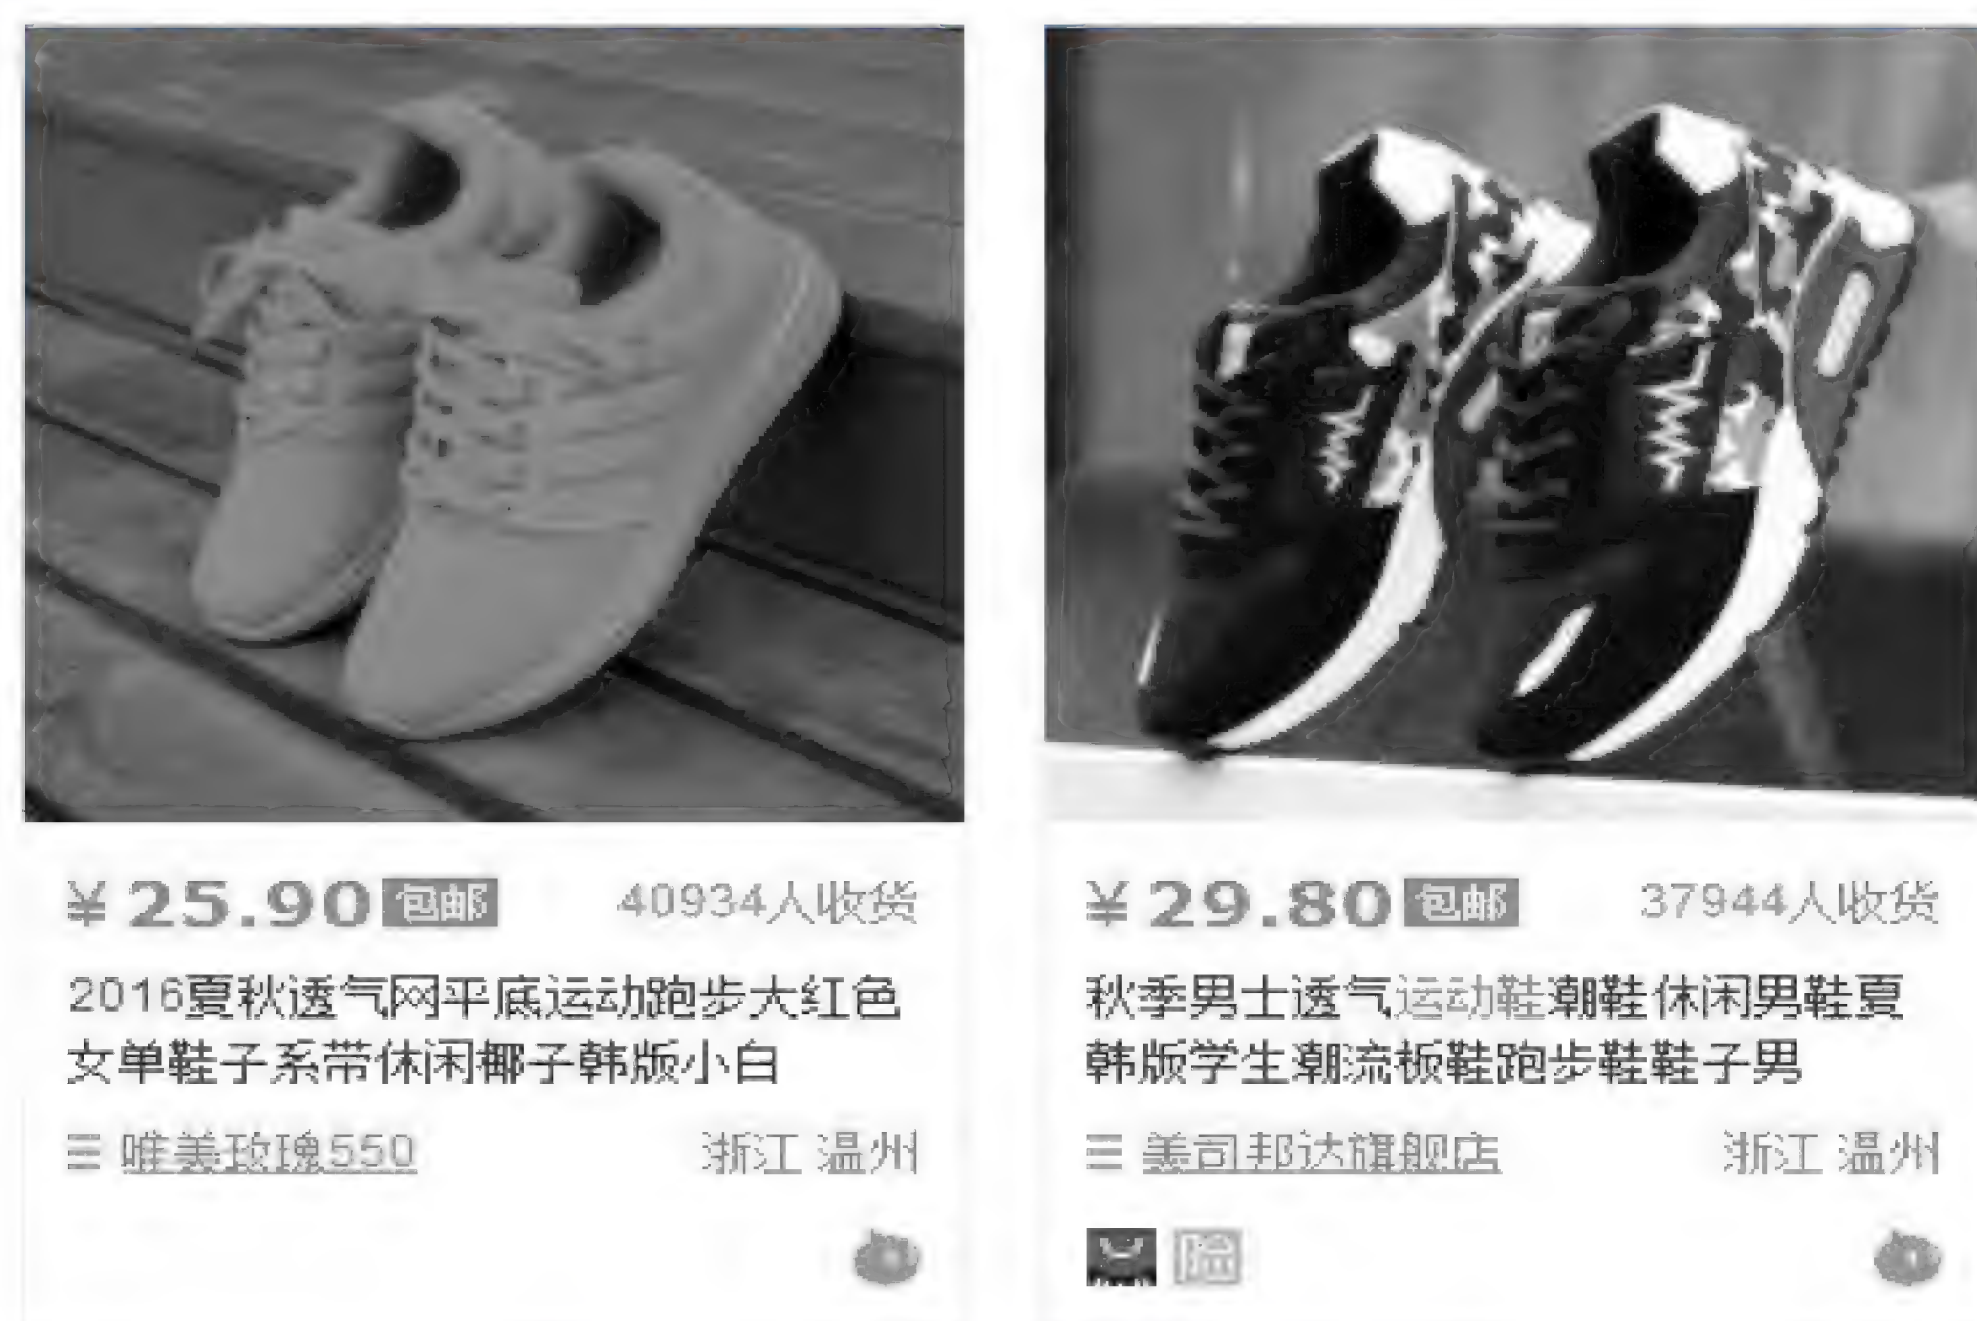 ¥25.90 包邮 40934人收货
2016夏秋透气网平底运动跑步大红色
女单鞋子系带休闲椰子韩版小白
唯美玫瑰550 浙江 温州
¥29.80 包邮 37944人收货
秋季男士透气运动鞋潮鞋休闲男鞋夏
韩版学生潮流板鞋跑步鞋鞋子男
美司邦达旗舰店 浙江 温州
险